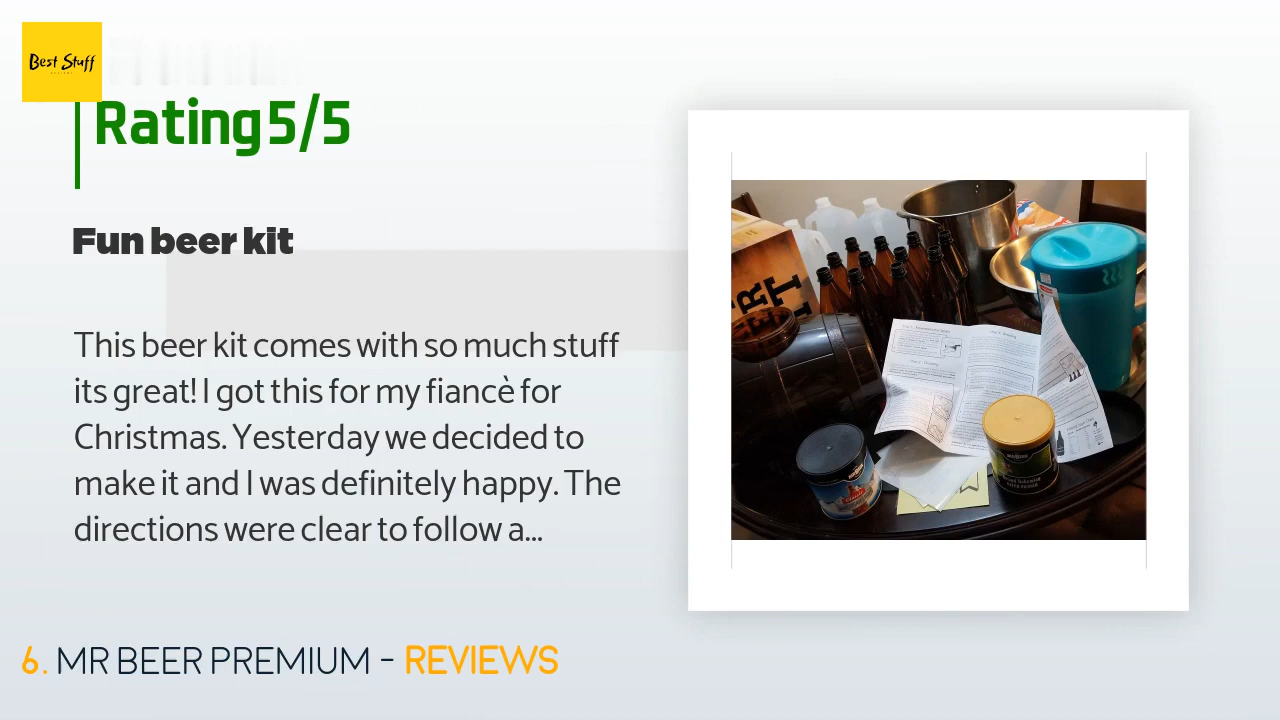 Best Stuff
Rating 5/5
Fun beer kit
This beer kit comes with so much stuff
its great! I got this for my fiancè for
Christmas. Yesterday we decided to
make it and I was definitely happy. The
directions were clear to follow a...
6. MR BEER PREMIUM - REVIEWS